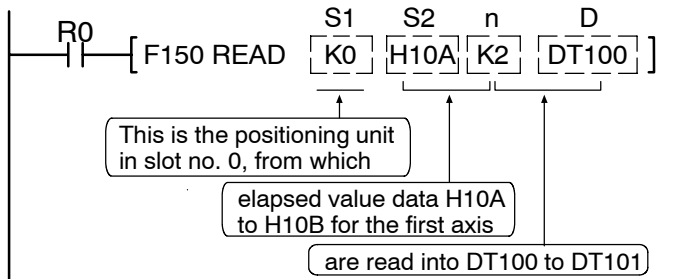 S1 S2 n D
R0
F150 READ K0 H10A K2 DT100
This is the positioning unit
in slot no. 0, from which
elapsed value data H10A
to H10B for the first axis
are read into DT100 to DT101